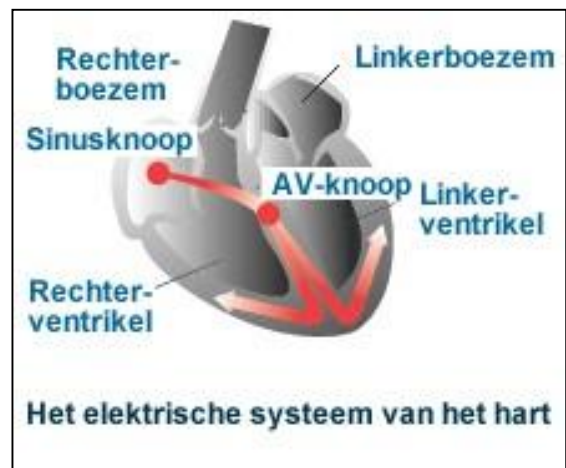 Rechter-
boezem
Linkerboezem
Sinusknoop
AV-knoop
Linker-
ventrikel
Rechter-
ventrikel
Het elektrische systeem van het hart